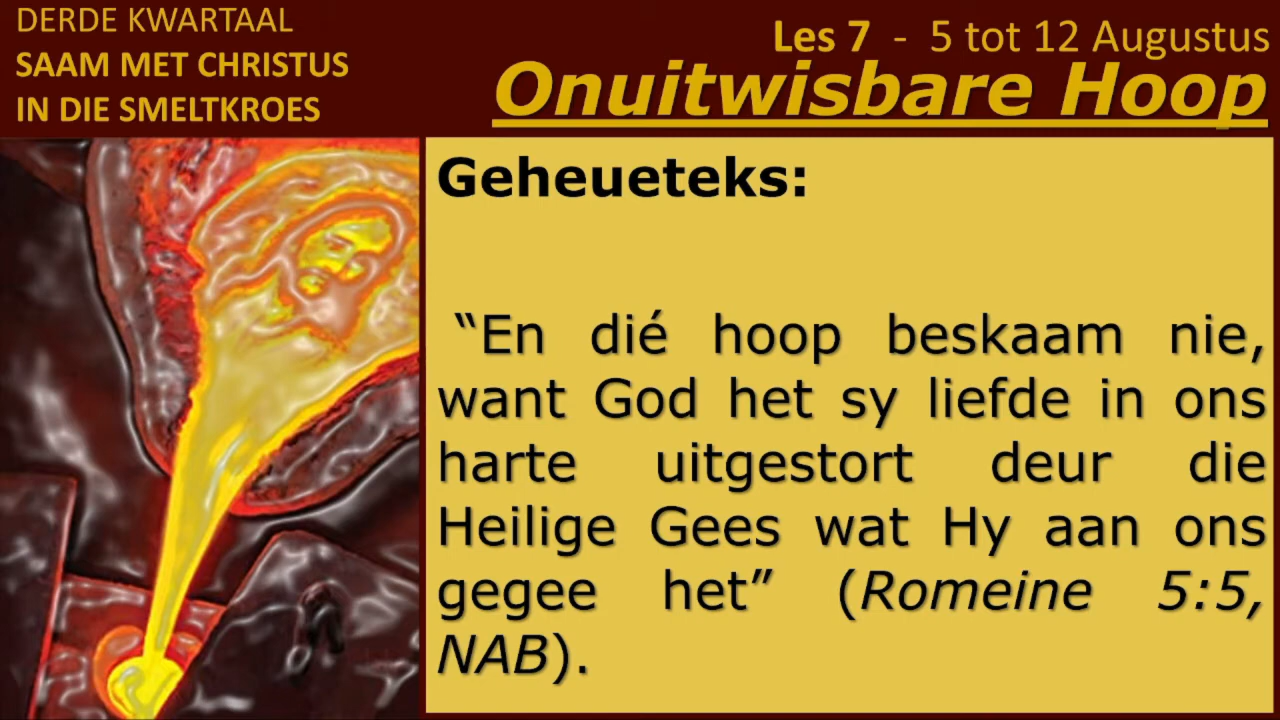 DERDE KWARTAAL
SAAM MET CHRISTUS
IN DIE SMELTKROES
Les 7 - 5 tot 12 Augustus
Onuitwisbare Hoop
Geheueteks:
“En dié hoop beskaam nie,
want God het sy liefde in ons
harte uitgestort deur die
Heilige Gees wat Hy aan ons
gegee het” (Romeine 5:5,
NAB).